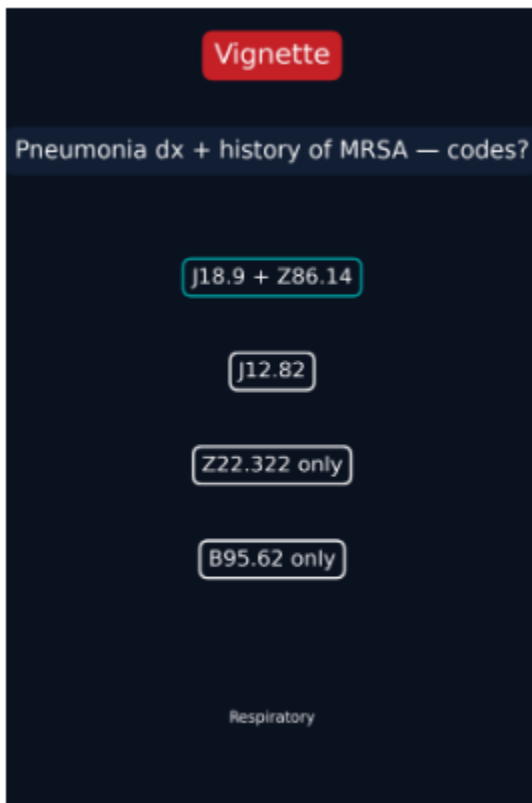 Vignette
Pneumonia dx + history of MRSA — codes?
J18.9 + Z86.14
J12.82
Z22.322 only
B95.62 only
Respiratory